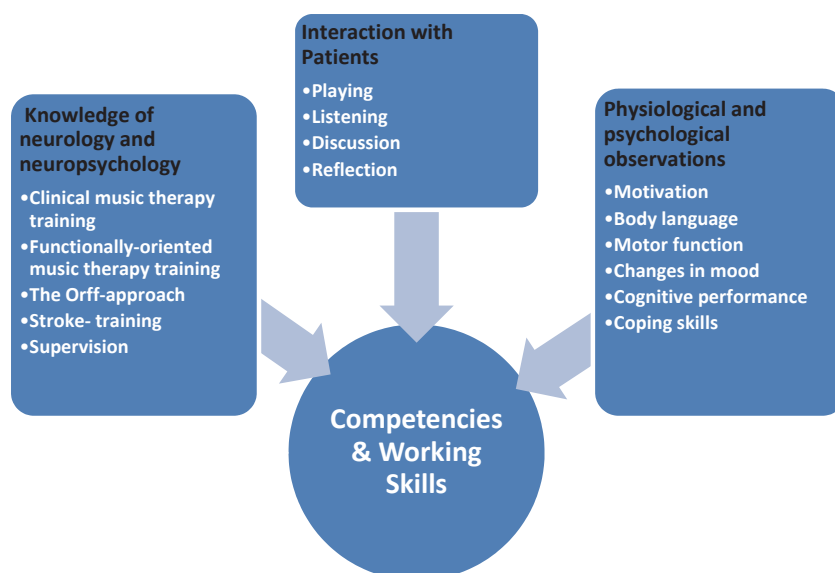 Knowledge of
neurology and
neuropsychology
•Clinical music therapy
training
•Functionally-oriented
music therapy training
•The Orff-approach
•Stroke- training
•Supervision
Interaction with
Patients
•Playing
•Listening
•Discussion
•Reflection
Physiological and
psychological
observations
•Motivation
•Body language
•Motor function
•Changes in mood
•Cognitive performance
•Coping skills
Competencies
& Working
Skills